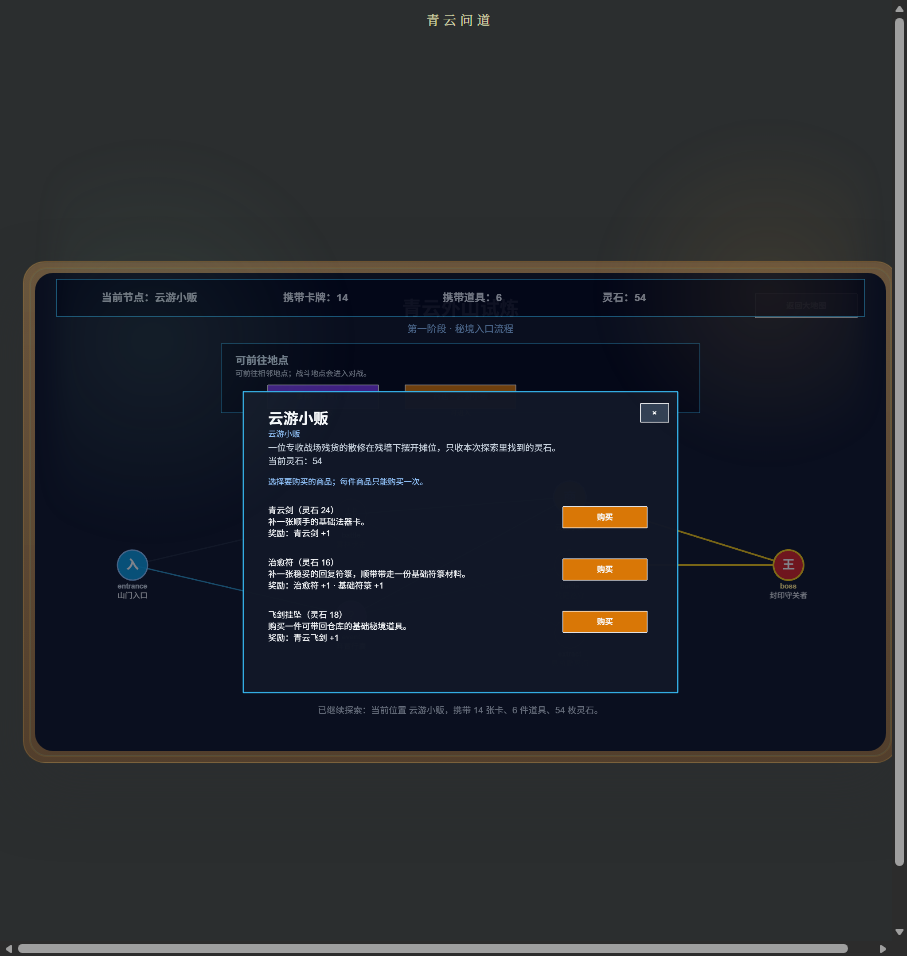 青云问道
当前节点：云游小贩
携带卡牌：14
携带道具：6
灵石：54
青云外山试炼
第一阶段 · 秘境入口流程
可前往地点
可前往相邻地点；战斗地点会进入对战。
云游小贩
×
云游小贩
一位专收战场残货的散修在残墙下摆开摊位，只收本次探索里找到的灵石。
当前灵石：54
选择要购买的商品；每件商品只能购买一次。
青云剑（灵石 24）
补一张顺手的基础法器卡。
奖励：青云剑 +1
购买
治愈符（灵石 16）
补一张稳妥的回复符箓，顺带带走一份基础符箓材料。
奖励：治愈符 +1 · 基础符箓 +1
购买
飞剑挂坠（灵石 18）
购买一件可带回仓库的基础秘境道具。
奖励：青云飞剑 +1
购买
入
entrance
山门入口
王
boss
封印守关者
已继续探索：当前位置 云游小贩，携带 14 张卡、6 件道具、54 枚灵石。